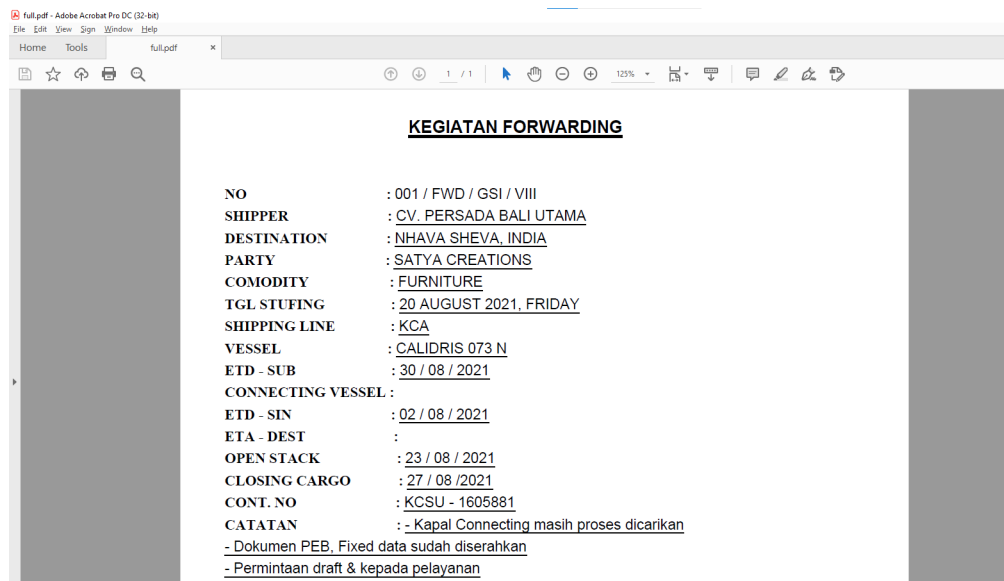 full.pdf - Adobe Acrobat Pro DC (32-bit)
File Edit View Sign Window Help
Home Tools full.pdf ×
1 / 1 125%
KEGIATAN FORWARDING
NO : 001 / FWD / GSI / VIII
SHIPPER : CV. PERSADA BALI UTAMA
DESTINATION : NHAVA SHEVA, INDIA
PARTY : SATYA CREATIONS
COMODITY : FURNITURE
TGL STUFING : 20 AUGUST 2021, FRIDAY
SHIPPING LINE : KCA
VESSEL : CALIDRIS 073 N
ETD - SUB : 30 / 08 / 2021
CONNECTING VESSEL :
ETD - SIN : 02 / 08 / 2021
ETA - DEST :
OPEN STACK : 23 / 08 / 2021
CLOSING CARGO : 27 / 08 /2021
CONT. NO : KCSU - 1605881
CATATAN : - Kapal Connecting masih proses dicarikan
- Dokumen PEB, Fixed data sudah diserahkan
- Permintaan draft & kepada pelayanan